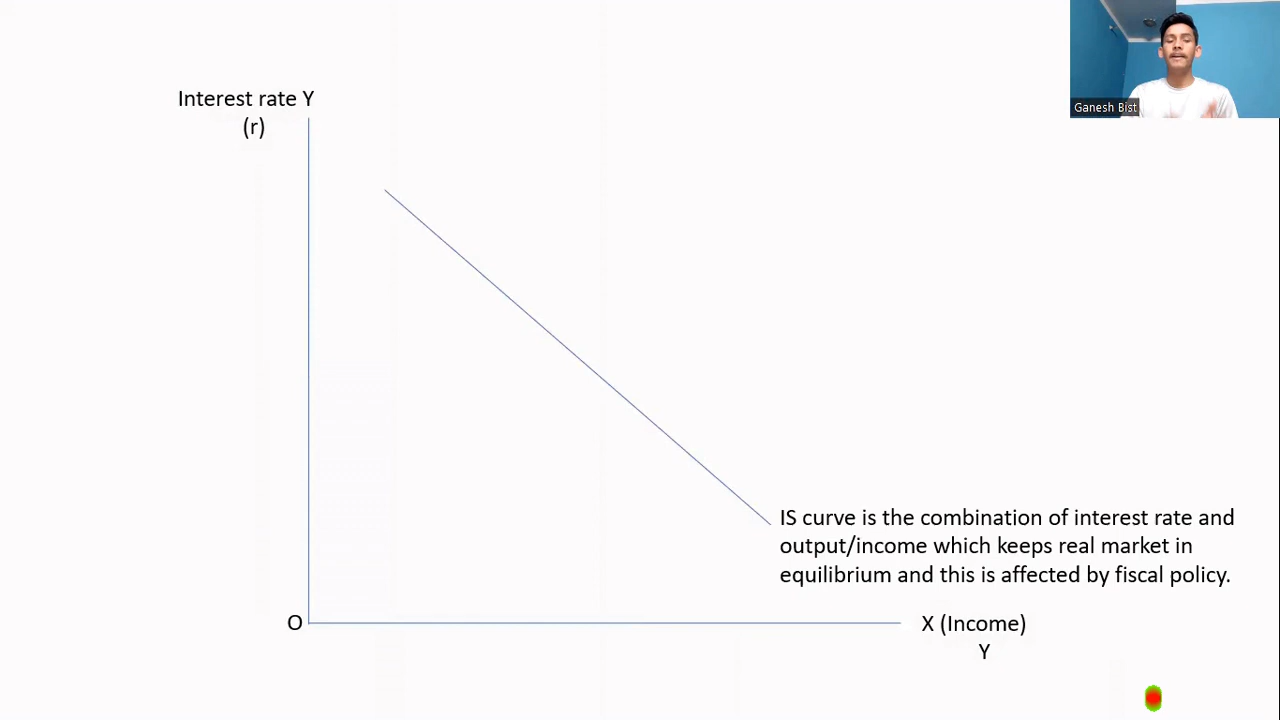 Interest rate Y
(r)
Ganesh Bist
IS curve is the combination of interest rate and
output/income which keeps real market in
equilibrium and this is affected by fiscal policy.
O
X (Income)
Y